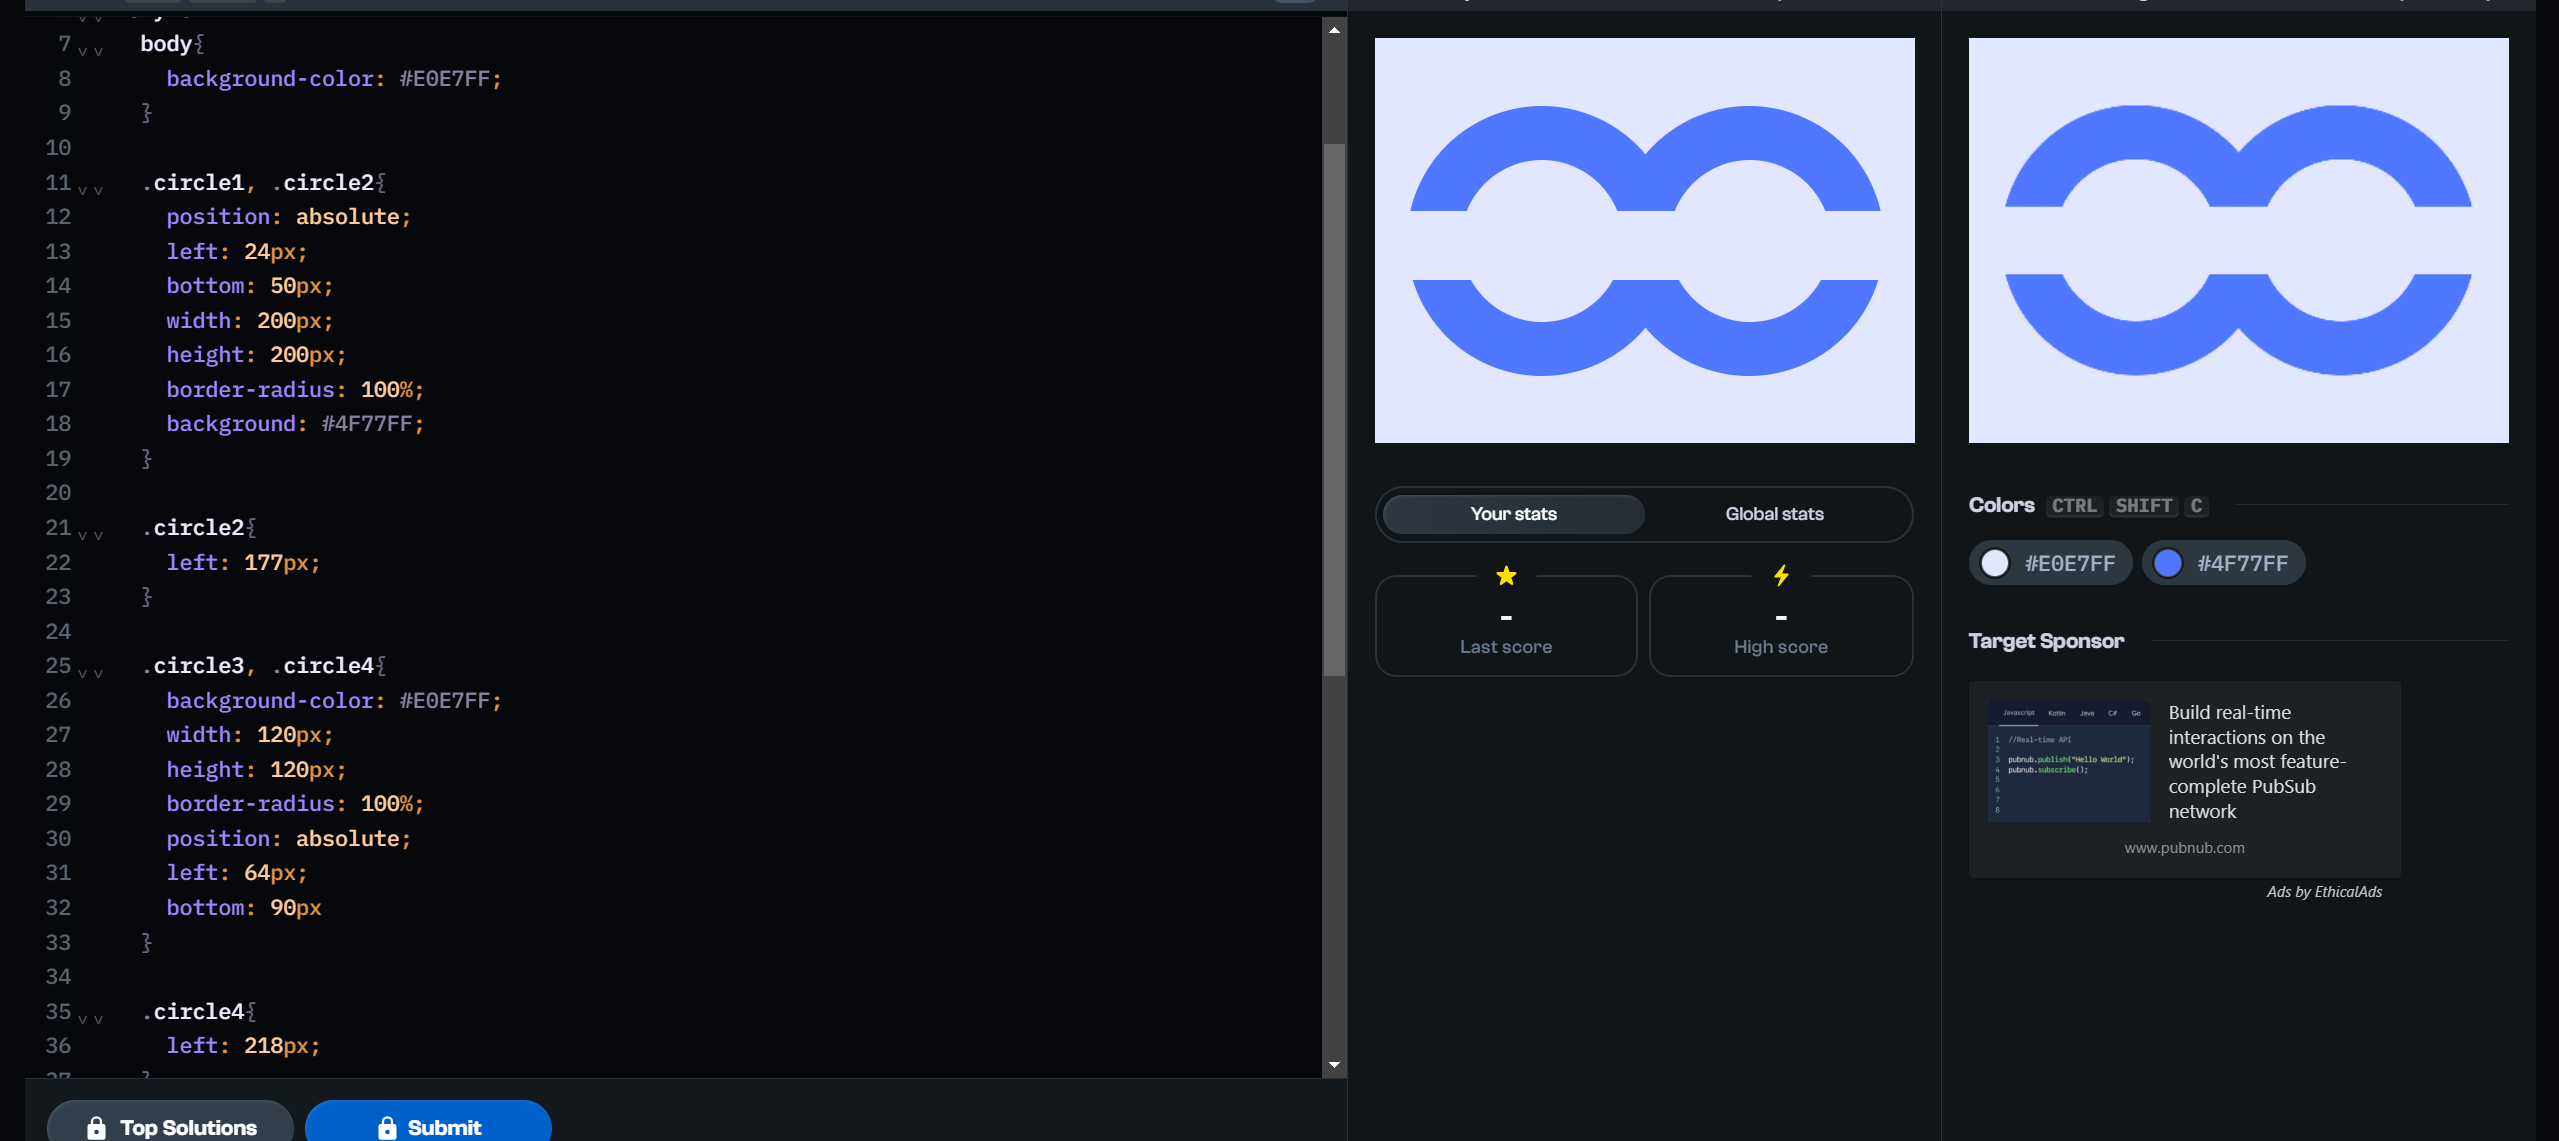 7 body{
8 background-color: #E0E7FF;
9 }
10
11 .circle1, .circle2{
12 position: absolute;
13 left: 24px;
14 bottom: 50px;
15 width: 200px;
16 height: 200px;
17 border-radius: 100%;
18 background: #4F77FF;
19 }
20
21 .circle2{
22 left: 177px;
23 }
24
25 .circle3, .circle4{
26 background-color: #E0E7FF;
27 width: 120px;
28 height: 120px;
29 border-radius: 100%;
30 position: absolute;
31 left: 64px;
32 bottom: 90px
33 }
34
35 .circle4{
36 left: 218px;
Top Solutions
Submit
Your stats
Global stats
-
Last score
-
High score
Colors CTRL SHIFT C
#E0E7FF
#4F77FF
Target Sponsor
Javascript Kotlin Java C# Go
1 //Real-time API
2
3 pubnub.publish("Hello World");
4 pubnub.subscribe();
5
6
7
8
Build real-time
interactions on the
world's most feature-
complete PubSub
network
www.pubnub.com
Ads by EthicalAds